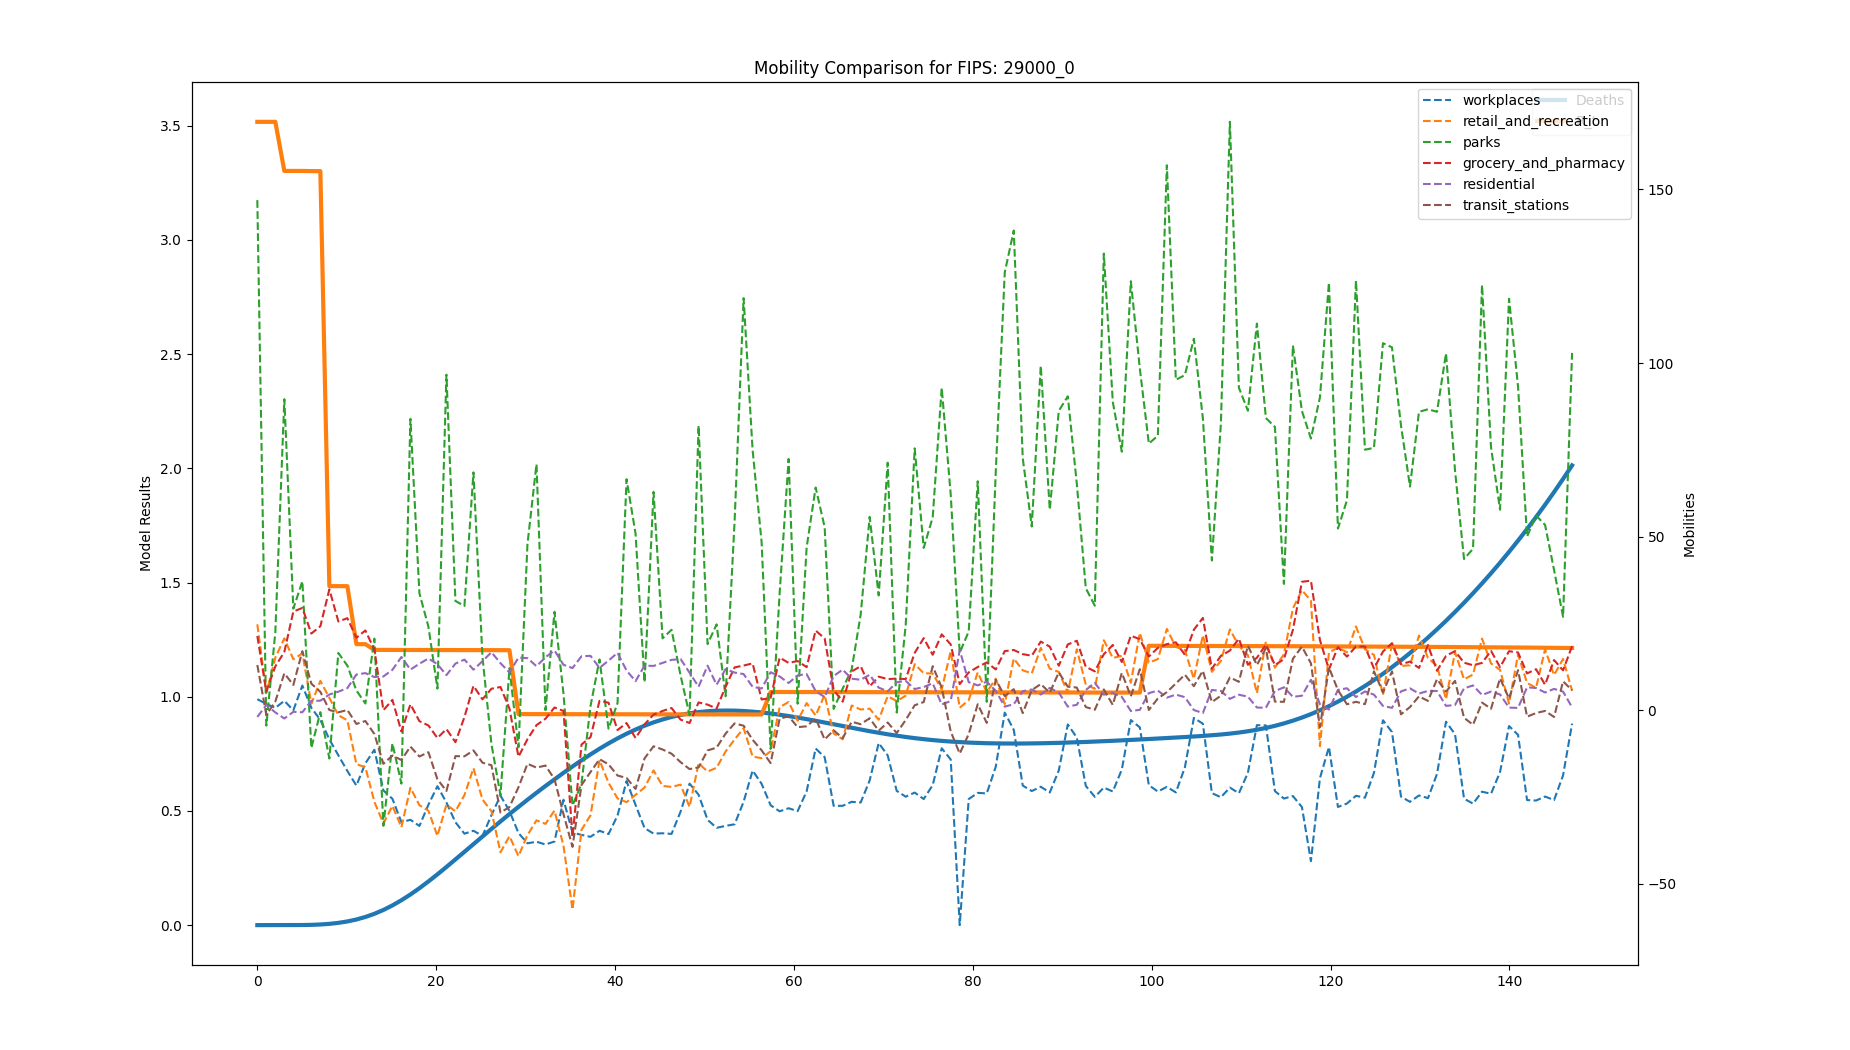 Mobility Comparison for FIPS: 29000_0
workplaces
retail_and_recreation
parks
grocery_and_pharmacy
residential
transit_stations
Deaths
Model Results
Mobilities
3.5
3.0
2.5
2.0
1.5
1.0
0.5
0.0
150
100
50
0
−50
0 20 40 60 80 100 120 140